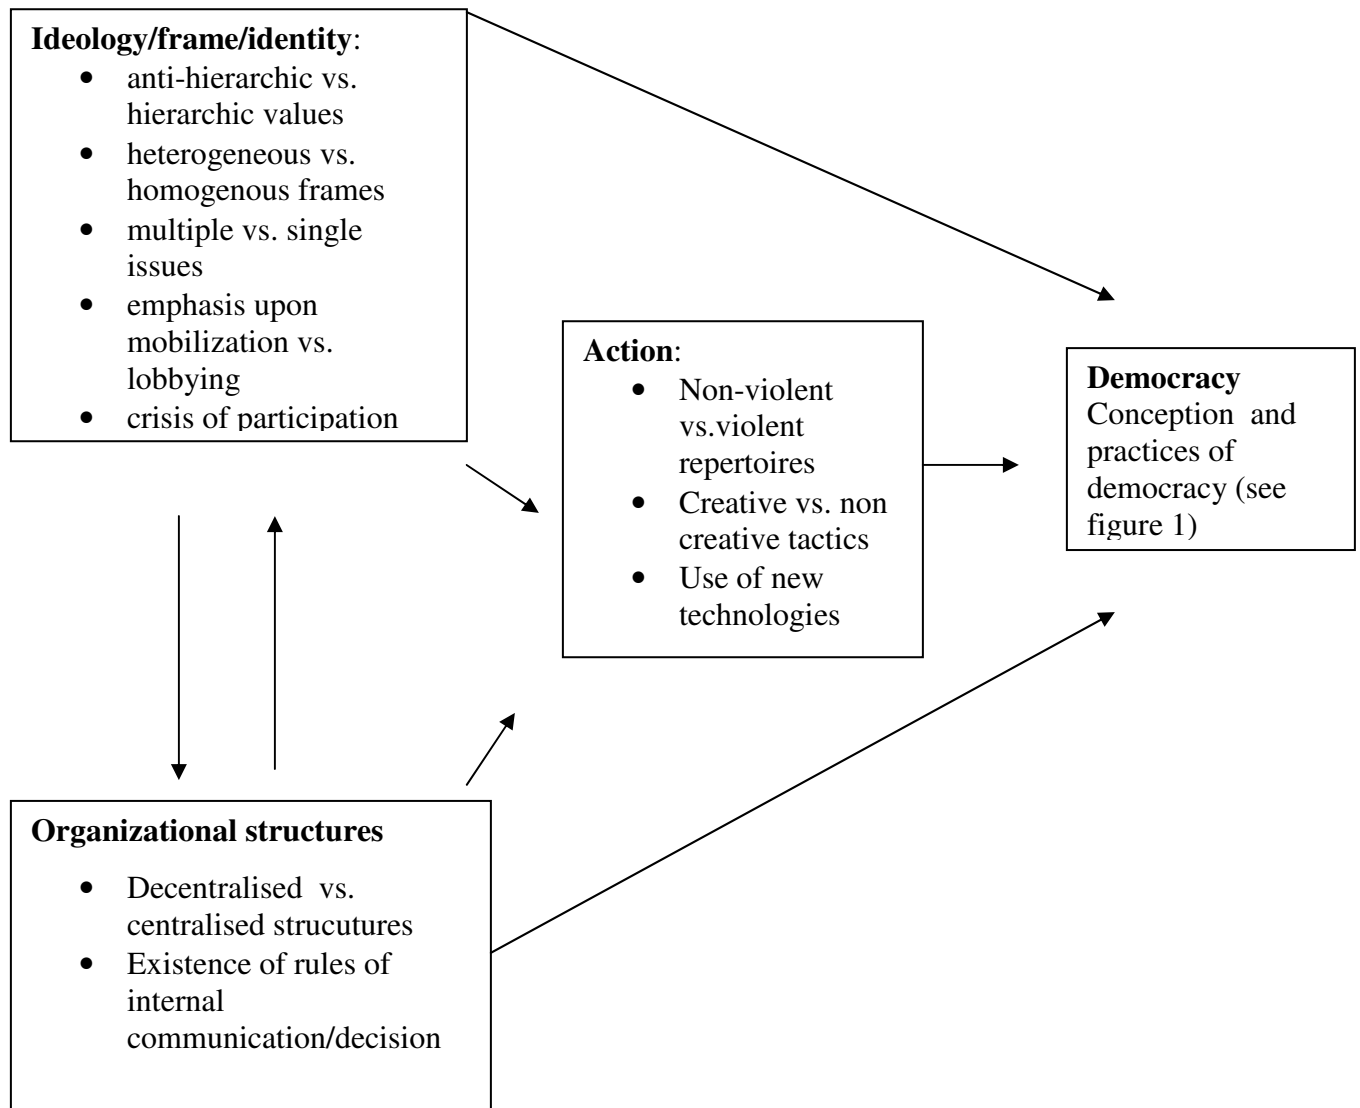 Ideology/frame/identity:
• anti-hierarchic vs.
hierarchic values
• heterogeneous vs.
homogenous frames
• multiple vs. single
issues
• emphasis upon
mobilization vs.
lobbying
• crisis of participation
Action:
• Non-violent
vs.violent
repertoires
• Creative vs. non
creative tactics
• Use of new
technologies
Democracy
Conception and
practices of
democracy (see
figure 1)
Organizational structures
• Decentralised vs.
centralised strucutures
• Existence of rules of
internal
communication/decision